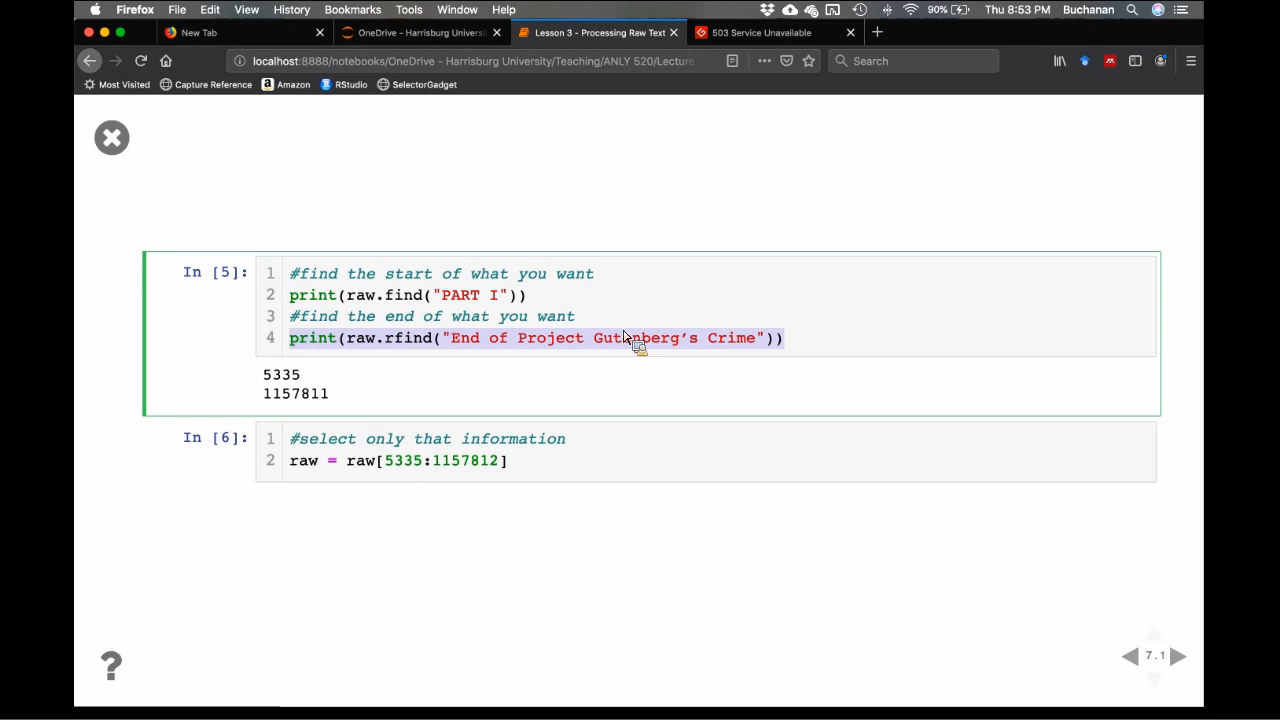 Firefox File Edit View History Bookmarks Tools Window Help 90% Thu 8:53 PM Buchanan
New Tab OneDrive - Harrisburg Universi Lesson 3 - Processing Raw Text 503 Service Unavailable
localhost:8888/notebooks/OneDrive - Harrisburg University/Teaching/ANLY 520/Lecture Search
Most Visited Capture Reference Amazon RStudio SelectorGadget
In [5]: 1 #find the start of what you want
2 print(raw.find("PART I"))
3 #find the end of what you want
4 print(raw.rfind("End of Project Gutenberg’s Crime"))
5335
1157811
In [6]: 1 #select only that information
2 raw = raw[5335:1157812]
?
7.1